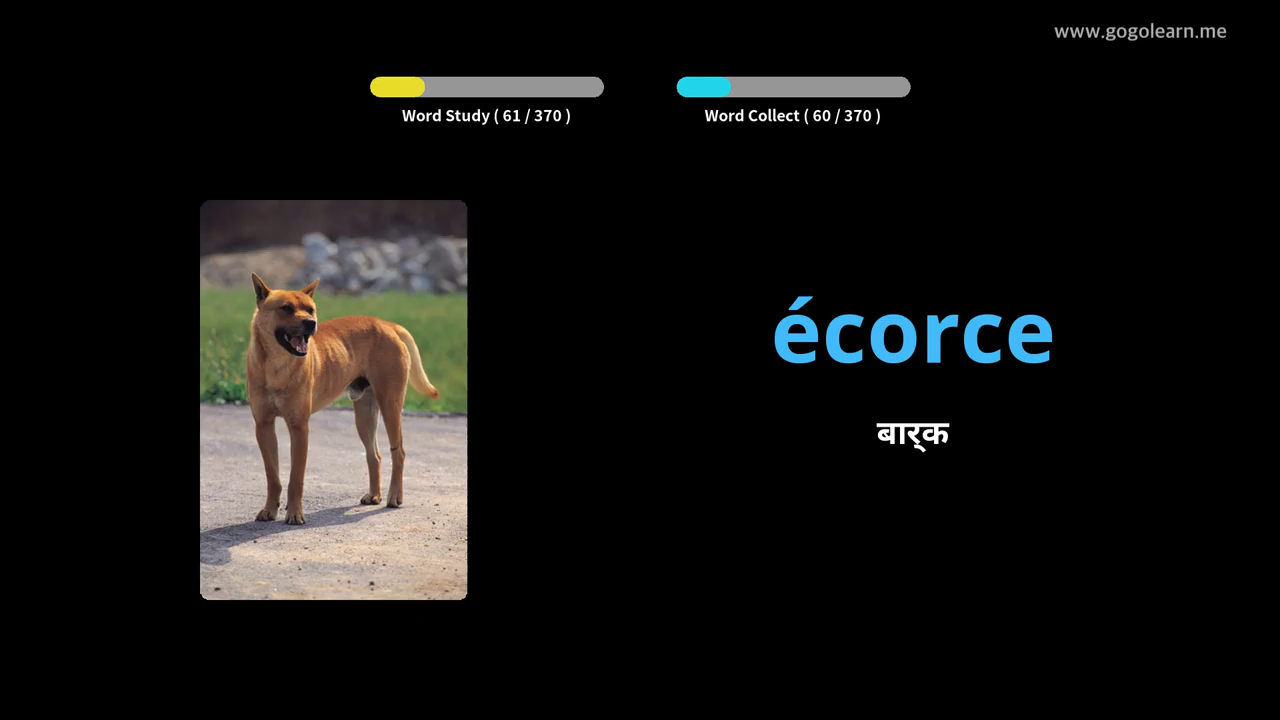 www.gogolearn.me
Word Study ( 61 / 370 )
Word Collect ( 60 / 370 )
écorce
बार्‌क